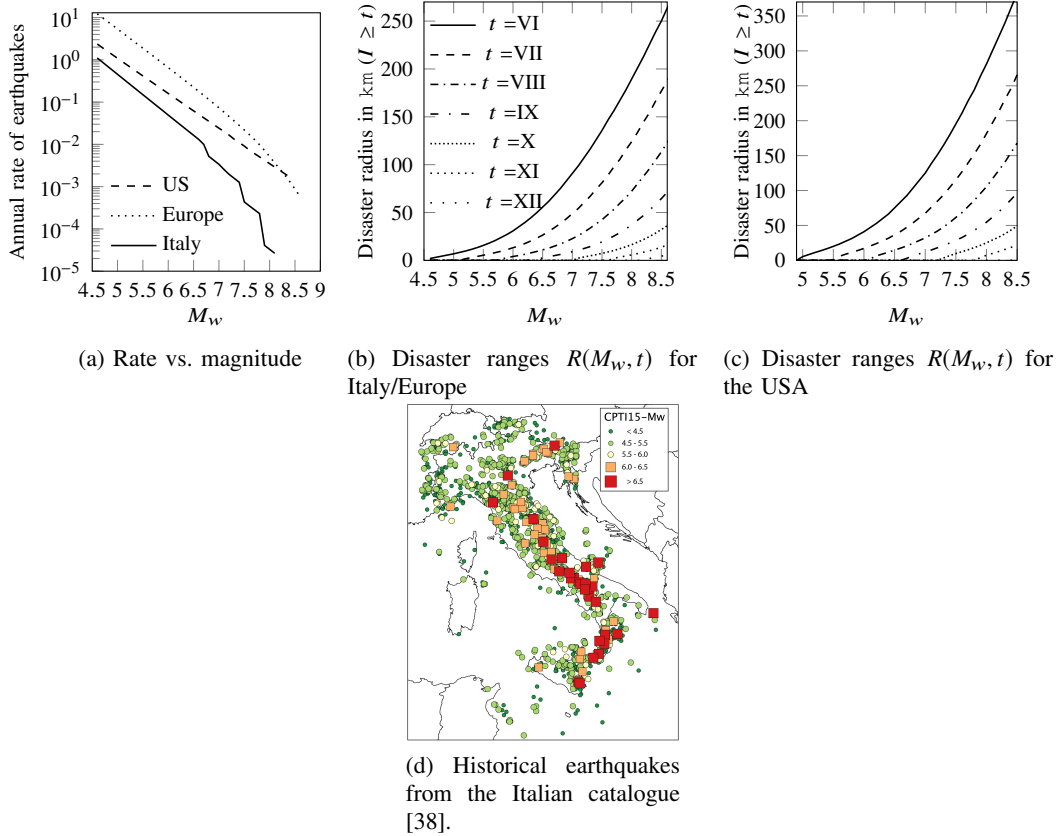 10^1
10^0
10^−1
10^−2
10^−3
10^−4
10^−5
Annual rate of earthquakes
US
Europe
Italy
4.5 5 5.5 6 6.5 7 7.5 8 8.5 9
M_w
(a) Rate vs. magnitude
250
200
150
100
50
0
Disaster radius in km (I ≥ t)
t =VI
t =VII
t =VIII
t =IX
t =X
t =XI
t =XII
4.5 5 5.5 6 6.5 7 7.5 8 8.5
M_w
(b) Disaster ranges R(M_w, t) for
Italy/Europe
350
300
250
200
150
100
50
0
Disaster radius in km (I ≥ t)
5 5.5 6 6.5 7 7.5 8 8.5
M_w
(c) Disaster ranges R(M_w, t) for
the USA
CPTI15-Mw
< 4.5
4.5 - 5.5
5.5 - 6.0
6.0 - 6.5
> 6.5
(d) Historical earthquakes
from the Italian catalogue
[38].